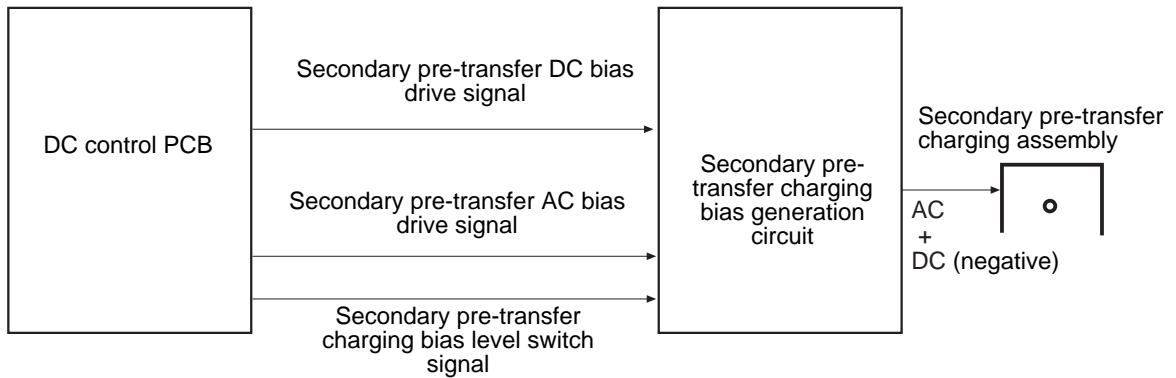 DC control PCB
Secondary pre-transfer DC bias
drive signal
Secondary pre-transfer AC bias
drive signal
Secondary pre-transfer
charging bias level switch
signal
Secondary pre-
transfer charging
bias generation
circuit
Secondary pre-transfer
charging assembly
AC
+
DC (negative)